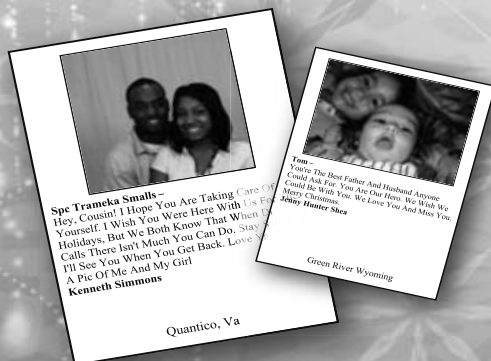 Spc Trameka Smalls –
Hey, Cousin! I Hope You Are Taking Care Of
Yourself. I Wish You Were Here With Us For
Holidays, But We Both Know That When
Calls There Isn't Much You Can Do. Stay
I'll See You When You Get Back. Love
A Pic Of Me And My Girl
Kenneth Simmons
Quantico, Va
Tom –
You're The Best Father And Husband Anyone
Could Ask For. You Are Our Hero. We Wish We
Could Be With You. We Love You And Miss You.
Merry Christmas.
Jenny Hunter Shea
Green River Wyoming